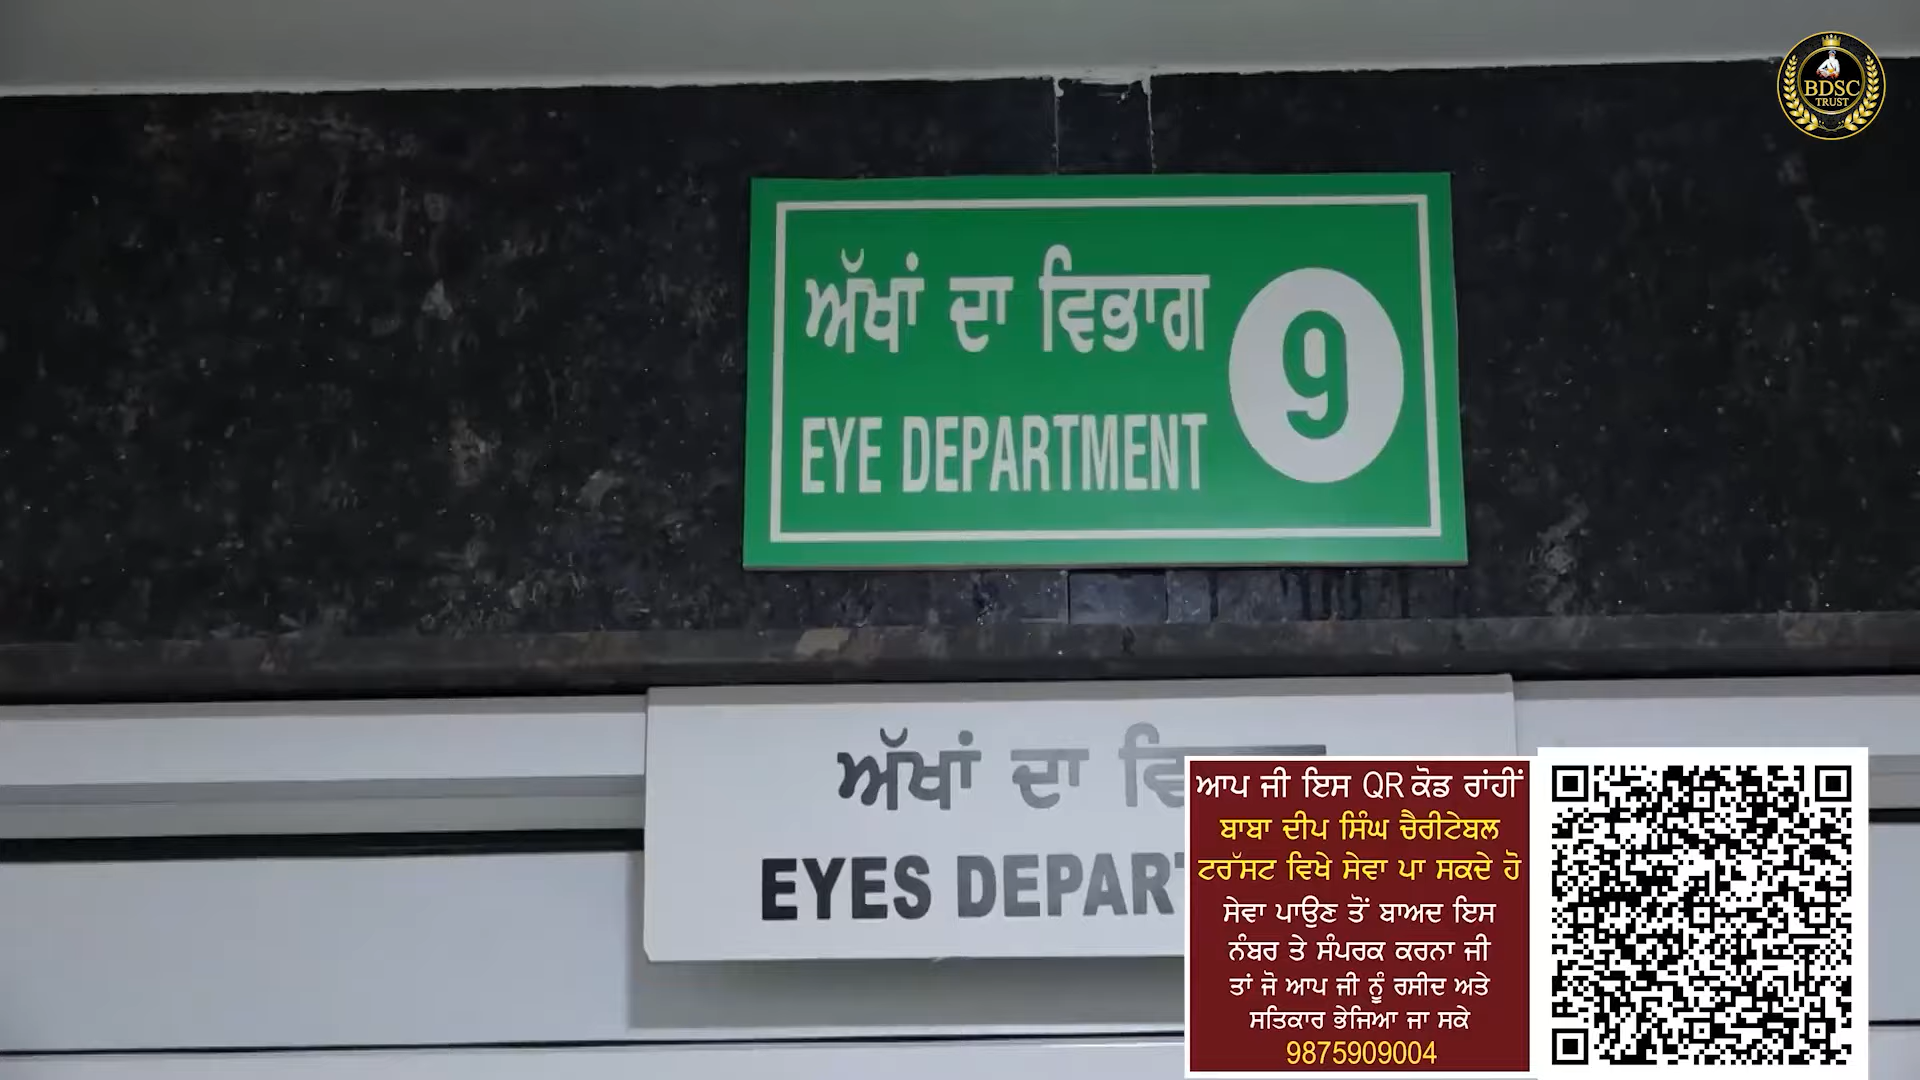 BDSC
TRUST
ਅੱਖਾਂ ਦਾ ਵਿਭਾਗ
9
EYE DEPARTMENT
ਅੱਖਾਂ ਦਾ
EYES
ਆਪ ਜੀ ਇਸ QR ਕੋਡ ਰਾਂਹੀਂ
ਬਾਬਾ ਦੀਪ ਸਿੰਘ ਚੈਰੀਟੇਬਲ
ਟਰੱਸਟ ਵਿਖੇ ਸੇਵਾ ਪਾ ਸਕਦੇ ਹੋ
ਸੇਵਾ ਪਾਉਣ ਤੋਂ ਬਾਅਦ ਇਸ
ਨੰਬਰ ਤੇ ਸੰਪਰਕ ਕਰਨਾ ਜੀ
ਤਾਂ ਜੋ ਆਪ ਜੀ ਨੂੰ ਰਸੀਦ ਅਤੇ
ਸਤਿਕਾਰ ਭੇਜਿਆ ਜਾ ਸਕੇ
9875909004